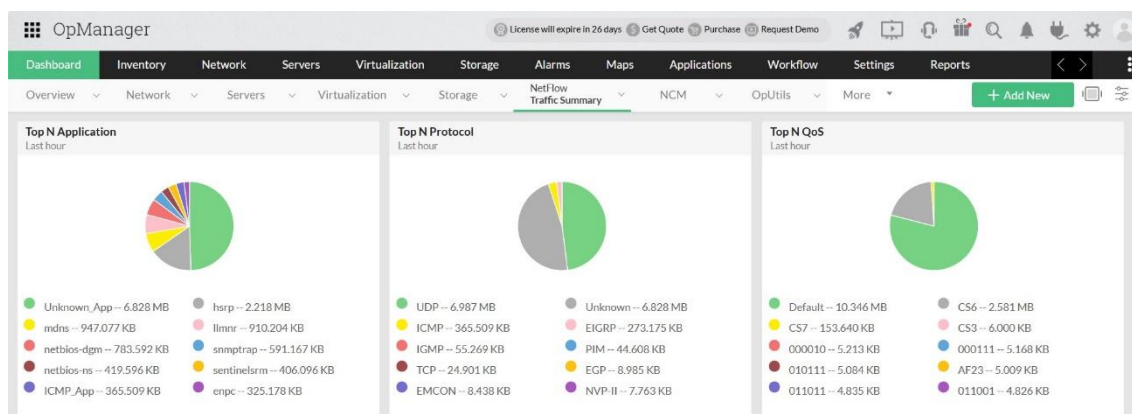 OpManager
License will expire in 26 days Get Quote Purchase Request Demo
Dashboard Inventory Network Servers Virtualization Storage Alarms Maps Applications Workflow Settings Reports
Overview Network Servers Virtualization Storage NetFlow Traffic Summary NCM OpUtils More + Add New
Top N Application
Last hour
Unknown_App -- 6.828 MB
hsrp -- 2.218 MB
mdns -- 947.077 KB
llmnr -- 910.204 KB
netbios-dgm -- 783.592 KB
snmptrap -- 591.167 KB
netbios-ns -- 419.596 KB
sentinelsrm -- 406.096 KB
ICMP_App -- 365.509 KB
enpc -- 325.178 KB
Top N Protocol
Last hour
UDP -- 6.987 MB
Unknown -- 6.828 MB
ICMP -- 365.509 KB
EIGRP -- 273.175 KB
IGMP -- 55.269 KB
PIM -- 44.608 KB
TCP -- 24.901 KB
EGP -- 8.985 KB
EMCON -- 8.438 KB
NVP-II -- 7.763 KB
Top N QoS
Last hour
Default -- 10.346 MB
CS6 -- 2.581 MB
CS7 -- 153.640 KB
CS3 -- 6.000 KB
000010 -- 5.213 KB
000111 -- 5.168 KB
010111 -- 5.084 KB
AF23 -- 5.009 KB
011011 -- 4.835 KB
011001 -- 4.826 KB